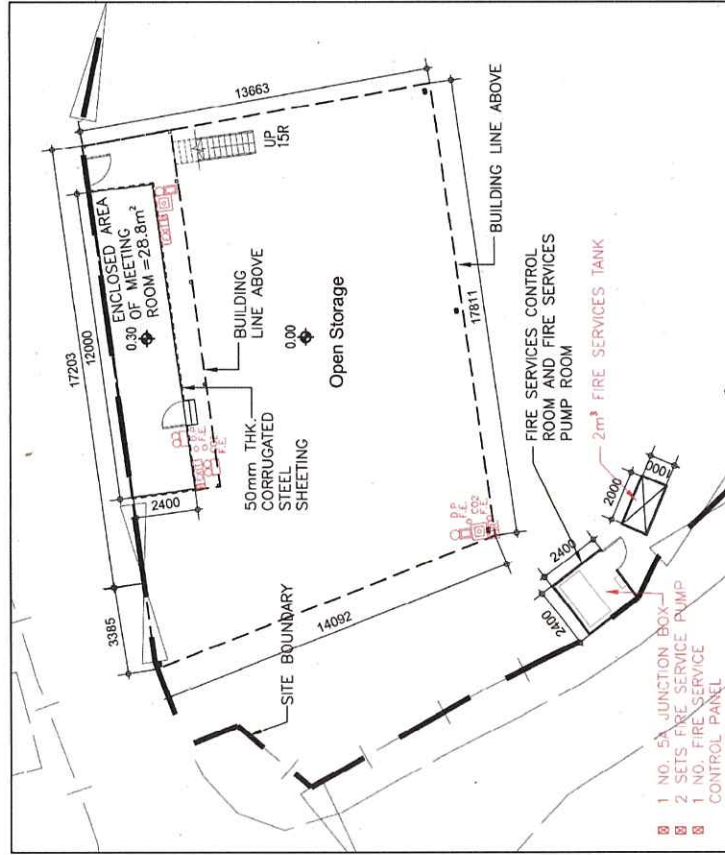 17203
12000
3385
2400
13663
ENCLOSED AREA
0.30 OF MEETING
ROOM =28.8m²
UP
15R
BUILDING
LINE ABOVE
50mm THK.
CORRUGATED
STEEL
SHEETING
0.00
Open Storage
BUILDING LINE ABOVE
17811
14092
SITE BOUNDARY
D.P.
F.E.
CO2
F.E.
FIRE SERVICES CONTROL
ROOM AND FIRE SERVICES
PUMP ROOM
2m³ FIRE SERVICES TANK
2400
2400
2000
1000
1 NO. 5A JUNCTION BOX
2 SETS FIRE SERVICE PUMP
1 NO. FIRE SERVICE
CONTROL PANEL